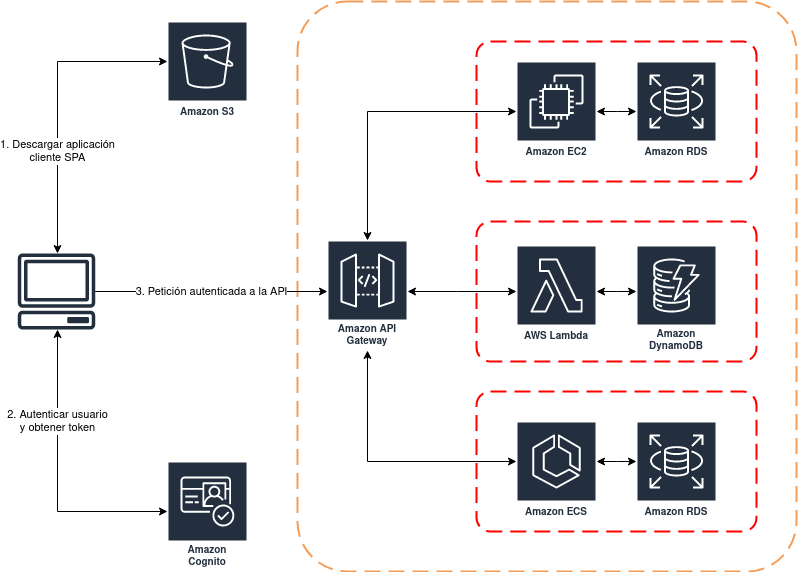 Amazon S3
1. Descargar aplicación
cliente SPA
Amazon EC2
Amazon RDS
3. Petición autenticada a la API
Amazon API
Gateway
AWS Lambda
Amazon
DynamoDB
2. Autenticar usuario
y obtener token
Amazon ECS
Amazon RDS
Amazon
Cognito